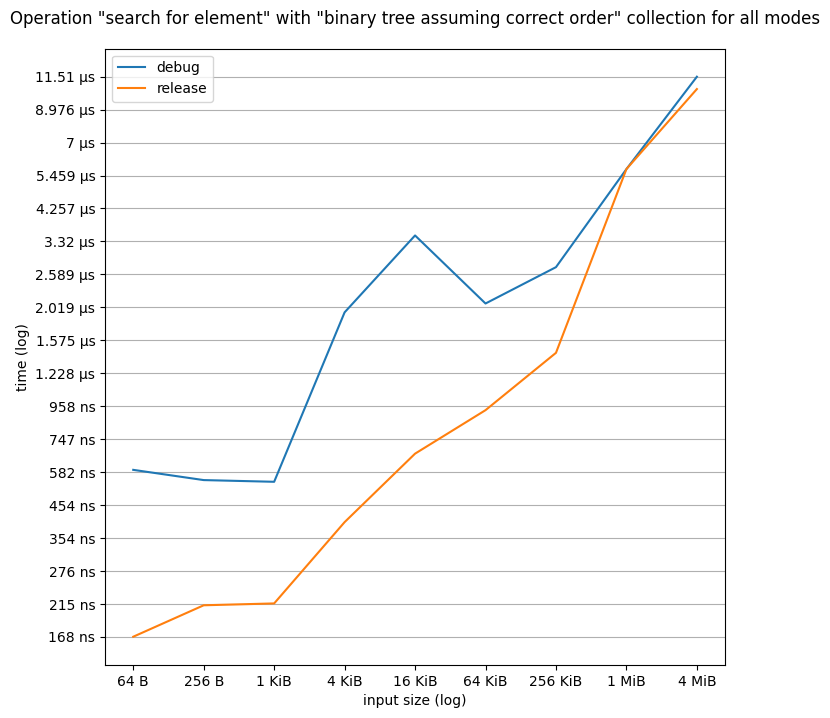 Operation "search for element" with "binary tree assuming correct order" collection for all modes
debug
release
11.51 µs
8.976 µs
7 µs
5.459 µs
4.257 µs
3.32 µs
2.589 µs
2.019 µs
1.575 µs
1.228 µs
958 ns
747 ns
582 ns
454 ns
354 ns
276 ns
215 ns
168 ns
time (log)
64 B 256 B 1 KiB 4 KiB 16 KiB 64 KiB 256 KiB 1 MiB 4 MiB
input size (log)